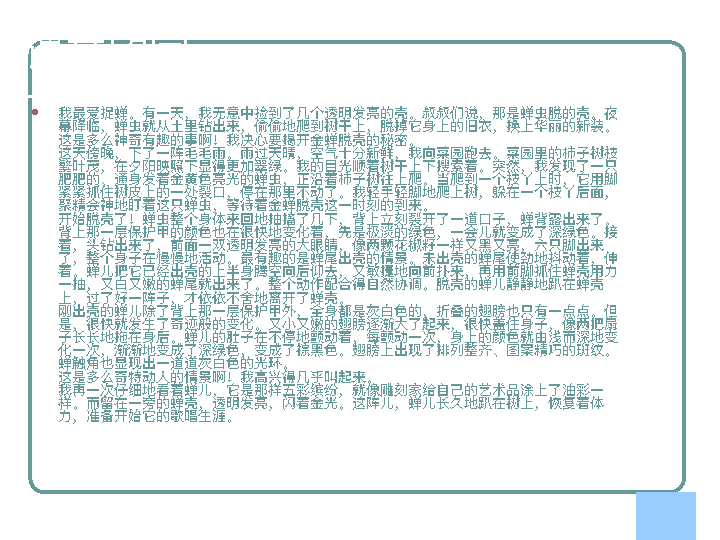 我最爱捉蝉。有一天，我无意中捡到了几个透明发亮的壳。叔叔们说，那是蝉虫脱的壳。夜
幕降临，蝉虫就从土里钻出来，偷偷地爬到树干上，脱掉它身上的旧衣，换上华丽的新装。
这是多么神奇有趣的事啊！我决心要揭开金蝉脱壳的秘密。
这天傍晚，下了一阵毛毛雨。雨过天晴，空气十分新鲜，我向菜园跑去。菜园里的柿子树枝
繁叶茂，在夕阳映照下显得更加翠绿。我的目光顺着树干上下搜索着。突然，我发现了一只
肥肥的、通身发着金黄色亮光的蝉虫，正沿着柿子树往上爬。当爬到一个枝丫上时，它用脚
紧紧抓住树皮上的一处裂口，停在那里不动了。我轻手轻脚地爬上树，躲在一个枝丫后面，
聚精会神地盯着这只蝉虫，等待着金蝉脱壳这一时刻的到来。
开始脱壳了！蝉虫整个身体来回地抽搐了几下，背上立刻裂开了一道口子，蝉背露出来了。
背上那一层保护甲的颜色也在很快地变化着，先是极淡的绿色，一会儿就变成了深绿色。接
着，头钻出来了，前面一双透明发亮的大眼睛，像两颗花椒籽一样又黑又亮，六只脚出来
了，整个身子在慢慢地活动。最有趣的是蝉尾出壳的情景。未出壳的蝉尾使劲地抖动着，伸
着。蝉儿把它已经出壳的上半身腾空向后仰去，又敏捷地向前扑来，再用前脚抓住蝉壳用力
一抽，又白又嫩的蝉尾就出来了。整个动作配合得自然协调。脱壳的蝉儿静静地趴在蝉壳
上，过了好一阵子，才依依不舍地离开了蝉壳。
刚出壳的蝉儿除了背上那一层保护甲外，全身都是灰白色的，折叠的翅膀也只有一点点。但
是，很快就发生了奇迹般的变化。又小又嫩的翅膀逐渐大了起来，很快盖住身子，像两把扇
子长长地拖在身后。蝉儿的肚子在不停地颤动着，每颤动一次，身上的颜色就由浅而深地变
化一次，渐渐地变成了深绿色，变成了棕黑色。翅膀上出现了排列整齐、图案精巧的斑纹。
蝉触角也显现出一道道灰白色的光环。
这是多么奇特动人的情景啊！我高兴得几乎叫起来。
我再一次仔细地看着蝉儿，它是那样五彩缤纷，就像雕刻家给自己的艺术品涂上了油彩一
样。而留在一旁的蝉壳，透明发亮，闪着金光。这阵儿，蝉儿长久地趴在树上，恢复着体
力，准备开始它的歌唱生涯。